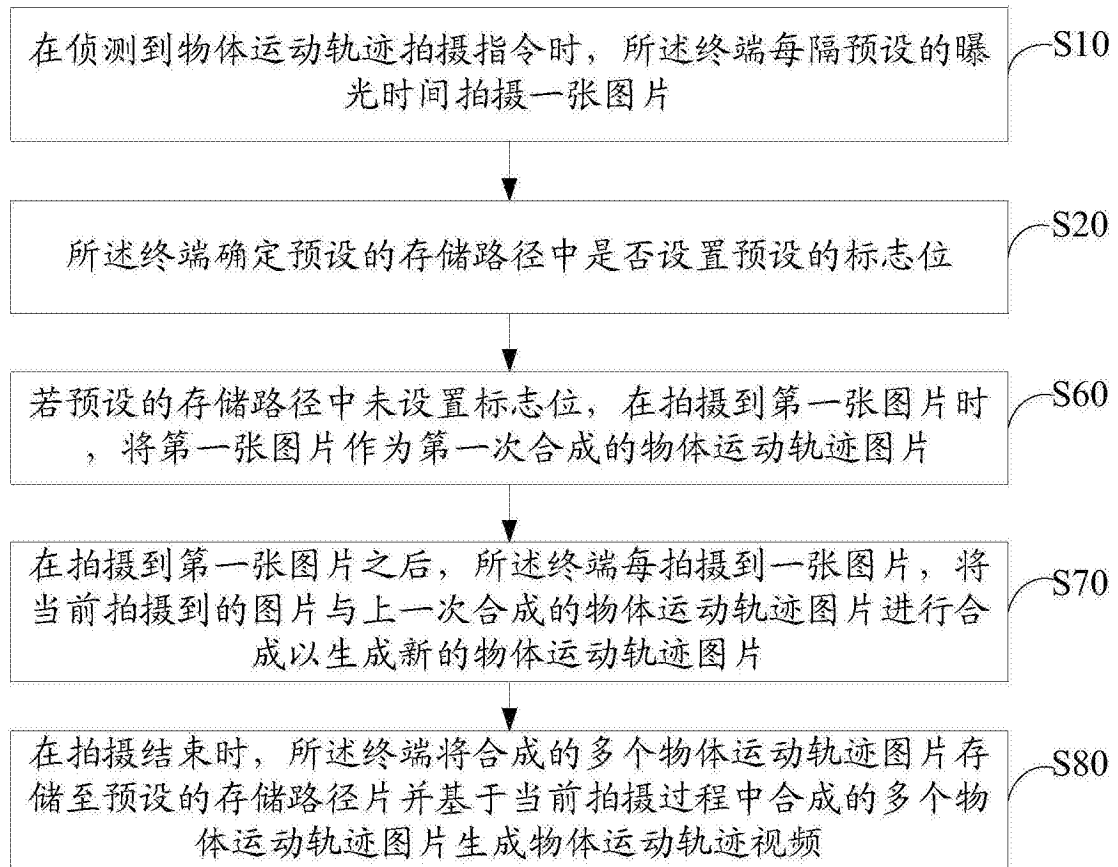 在侦测到物体运动轨迹拍摄指令时，所述终端每隔预设的曝
光时间拍摄一张图片
S10
所述终端确定预设的存储路径中是否设置预设的标志位
S20
若预设的存储路径中未设置标志位，在拍摄到第一张图片时
，将第一张图片作为第一次合成的物体运动轨迹图片
S60
在拍摄到第一张图片之后，所述终端每拍摄到一张图片，将
当前拍摄到的图片与上一次合成的物体运动轨迹图片进行合
成以生成新的物体运动轨迹图片
S70
在拍摄结束时，所述终端将合成的多个物体运动轨迹图片存
储至预设的存储路径片并基于当前拍摄过程中合成的多个物
体运动轨迹图片生成物体运动轨迹视频
S80